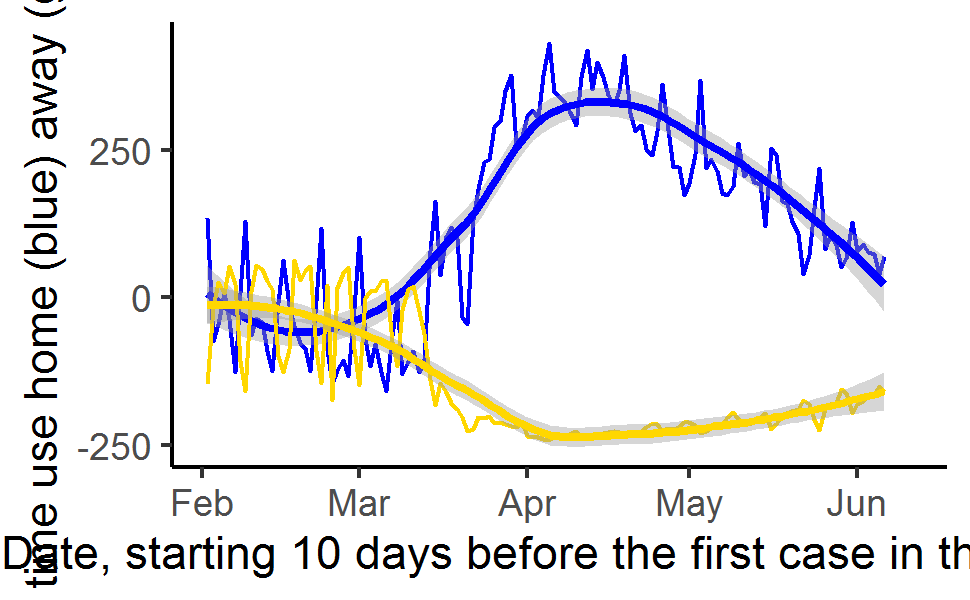 time use home (blue) away (
250
0
-250
Feb Mar Apr May Jun
Date, starting 10 days before the first case in th